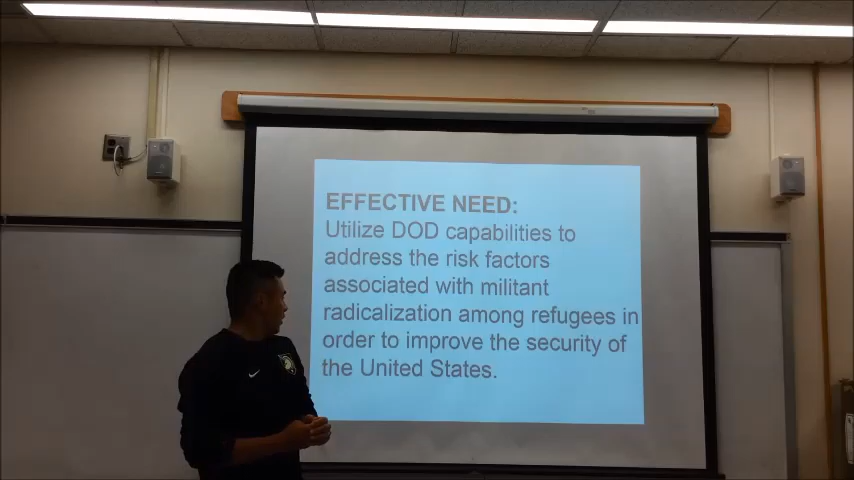 EFFECTIVE NEED:
Utilize DOD capabilities to
address the risk factors
associated with militant
radicalization among refugees in
order to improve the security of
the United States.